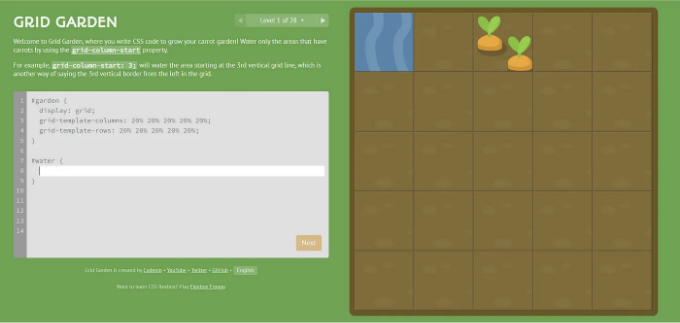 GRID GARDEN
Level 1 of 28
Welcome to Grid Garden, where you write CSS code to grow your carrot garden! Water only the areas that have
carrots by using the grid-column-start property.
For example, grid-column-start: 3; will water the area starting at the 3rd vertical grid line, which is
another way of saying the 3rd vertical border from the left in the grid.
1 #garden {
2 display: grid;
3 grid-template-columns: 20% 20% 20% 20% 20%;
4 grid-template-rows: 20% 20% 20% 20% 20%;
5 }
6
7 #water {
8
9 }
10
11
12
13
14
Next
Grid Garden is created by Codepip • YouTube • Twitter • GitHub • English
Want to learn CSS flexbox? Play Flexbox Froggy.